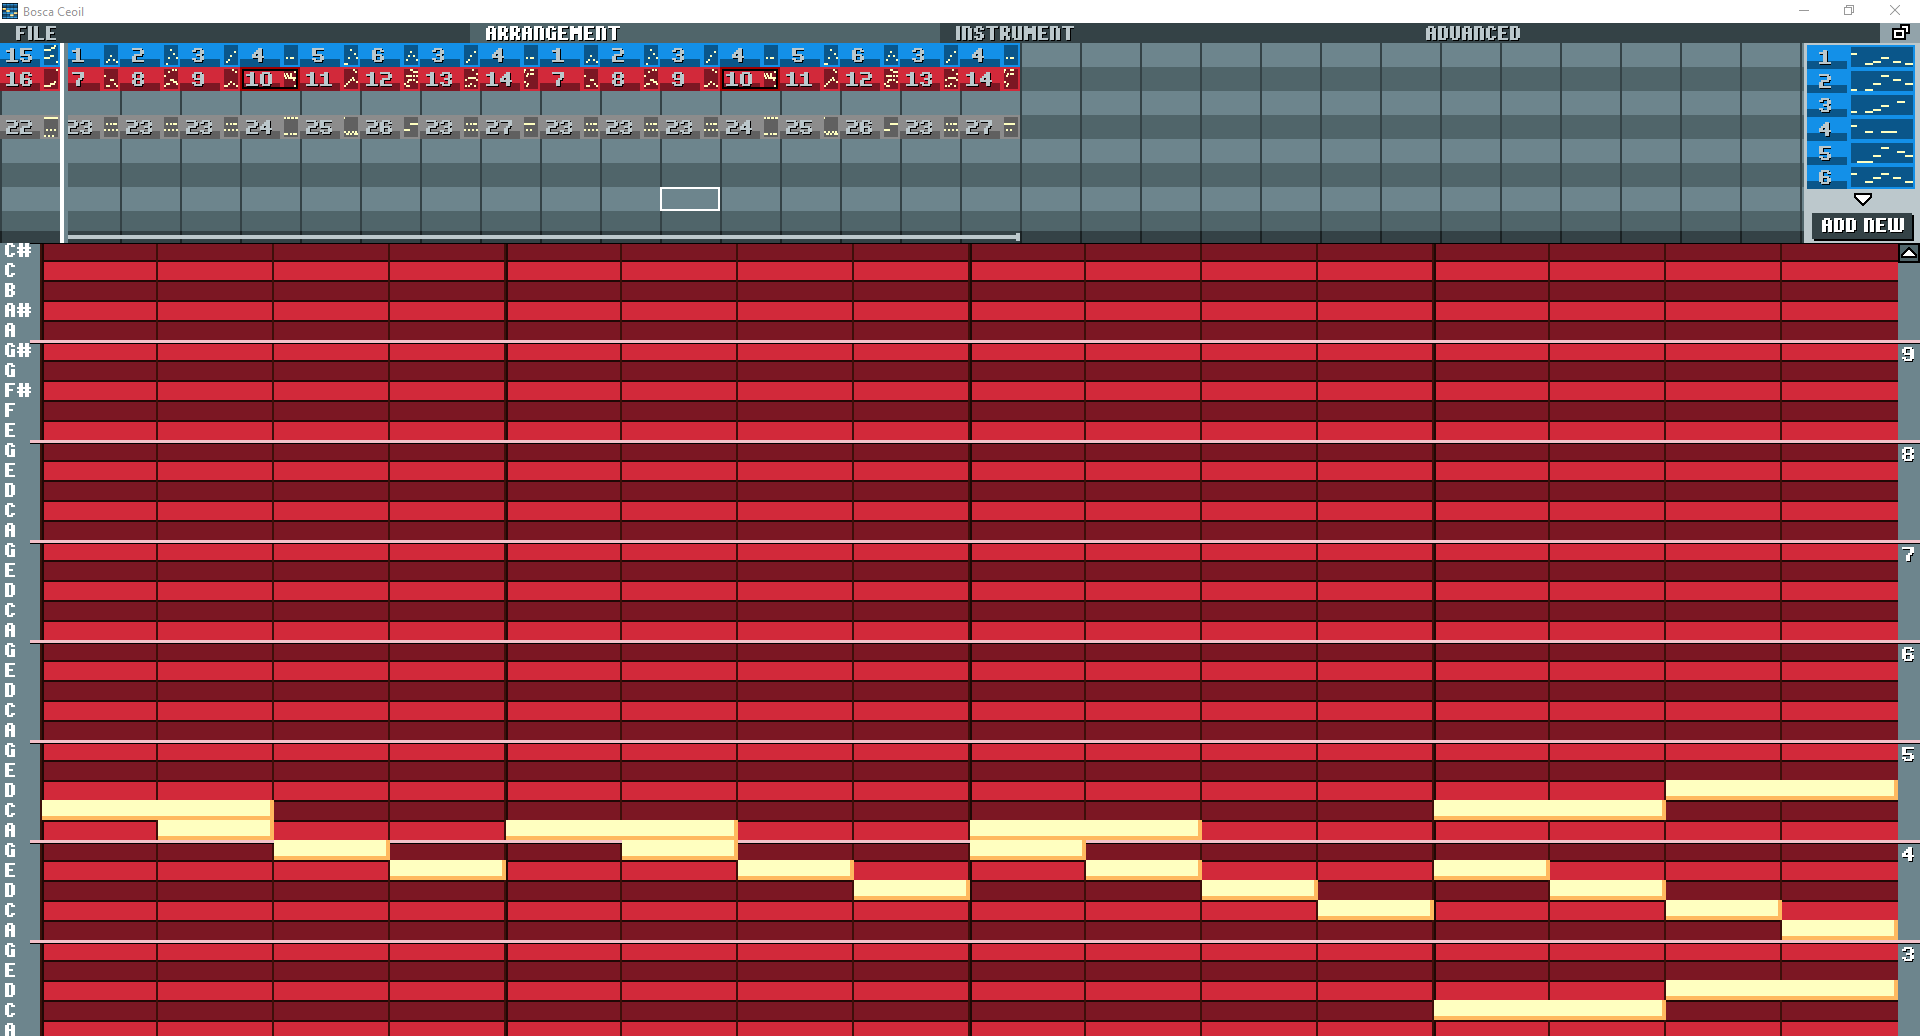 Bosca Ceoil
FILE ARRANGEMENT INSTRUMENT ADVANCED
15 1 2 3 4 5 6 3 4 1 2 3 4 5 6 3 4
16 7 8 9 10 11 12 13 14 7 8 9 10 11 12 13 14
22 23 23 23 24 25 26 23 27 23 23 23 24 25 26 23 27
1
2
3
4
5
6
ADD NEW
C#
C
B
A#
A
G# 9
G
F#
F
E
G 8
E
D
C
A
G 7
E
D
C
A
G 6
E
D
C
A
G 5
E
D
C
A
G 4
E
D
C
A
G 3
E
D
C
A